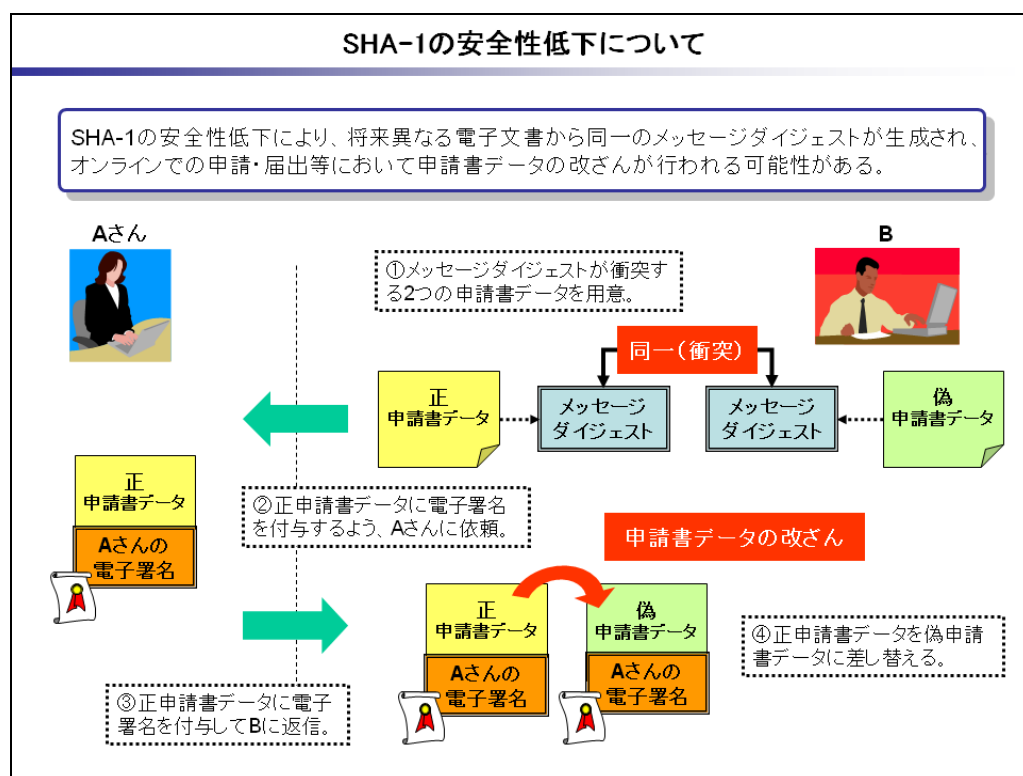 SHA-1の安全性低下について
SHA-1の安全性低下により、将来異なる電子文書から同一のメッセージダイジェストが生成され、
オンラインでの申請・届出等において申請書データの改ざんが行われる可能性がある。
Aさん
B
①メッセージダイジェストが衝突す
る2つの申請書データを用意。
同一(衝突)
正
申請書データ
メッセージ
ダイジェスト
メッセージ
ダイジェスト
偽
申請書データ
正
申請書データ
Aさんの
電子署名
②正申請書データに電子署名
を付与するよう、Aさんに依頼。
申請書データの改ざん
正
申請書データ
Aさんの
電子署名
偽
申請書データ
Aさんの
電子署名
④正申請書データを偽申請
書データに差し替える。
③正申請書データに電子
署名を付与してBに返信。